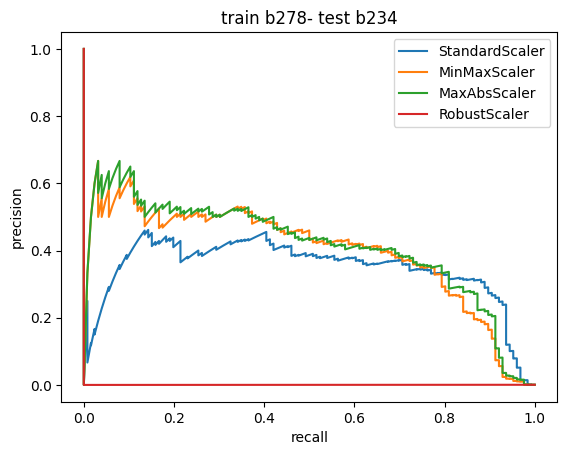 train b278- test b234
StandardScaler
MinMaxScaler
MaxAbsScaler
RobustScaler
precision
1.0
0.8
0.6
0.4
0.2
0.0
0.0 0.2 0.4 0.6 0.8 1.0
recall